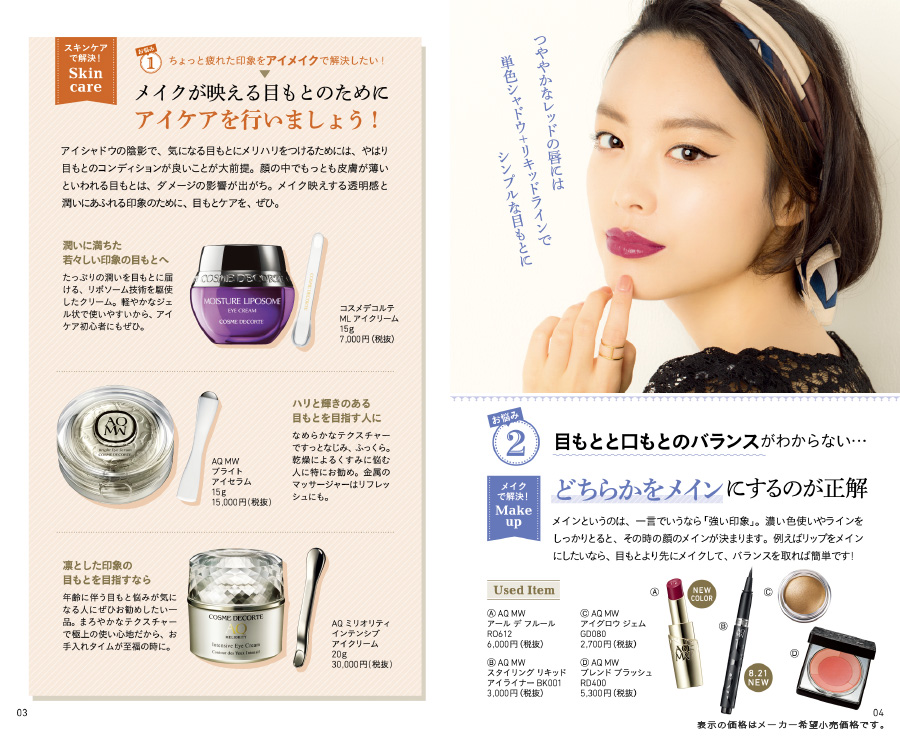 スキンケア
で解決！
Skin
care
お悩み
1
ちょっと疲れた印象をアイメイクで解決したい！
メイクが映える目もとのために
アイケアを行いましょう！
アイシャドウの陰影で、気になる目もとにメリハリをつけるためには、やはり
目もとのコンディションが良いことが大前提。顔の中でもっとも皮膚が薄い
といわれる目もとは、ダメージの影響が出がち。メイク映えする透明感と
潤いにあふれる印象のために、目もとケアを、ぜひ。
潤いに満ちた
若々しい印象の目もとへ
たっぷりの潤いを目もとに届
ける、リポソーム技術を駆使
したクリーム。軽やかなジェ
ル状で使いやすいから、アイ
ケア初心者にもぜひ。
COSME DECORTE
MOISTURE LIPOSOME
EYE CREAM
COSME DECORTE
コスメデコルテ
ML アイクリーム
15g
7,000円（税抜）
AQ
MW
Bright Eye Serum
COSME DECORTE
AQ MW
ブライト
アイセラム
15g
15,000円（税抜）
ハリと輝きのある
目もとを目指す人に
なめらかなテクスチャー
ですっとなじみ、ふっくら。
乾燥によるくすみに悩む
人に特にお勧め。金属の
マッサージャーはリフレッ
シュにも。
凛とした印象の
目もとを目指すなら
年齢に伴う目もと悩みが気に
なる人にぜひお勧めしたい一
品。まろやかなテクスチャー
で極上の使い心地だから、お
手入れタイムが至福の時に。
COSME DECORTE
AQ
MELIORITY
Intensive Eye Cream
AQ ミリオリティ
インテンシブ
アイクリーム
20g
30,000円（税抜）
03
つややかなレッドの唇には
単色シャドウ+リキッドラインで
シンプルな目もとに
お悩み
2
目もとと口もとのバランスがわからない…
メイク
で解決！
Make
up
どちらかをメインにするのが正解
メインというのは、一言でいうなら「強い印象」。濃い色使いやラインを
しっかりとると、その時の顔のメインが決まります。例えばリップをメイン
にしたいなら、目もとより先にメイクして、バランスを取れば簡単です！
Used Item
Ⓐ AQ MW
アール デ フルール
RD612
6,000円（税抜）
Ⓑ AQ MW
スタイリング リキッド
アイライナー BK001
3,000円（税抜）
Ⓒ AQ MW
アイグロウ ジェム
GD080
2,700円（税抜）
Ⓓ AQ MW
ブレンド ブラッシュ
RD400
5,300円（税抜）
Ⓐ
NEW
COLOR
AQ
MW
Ⓑ
8.21
NEW
Ⓒ
Ⓓ
04
表示の価格はメーカー希望小売価格です。